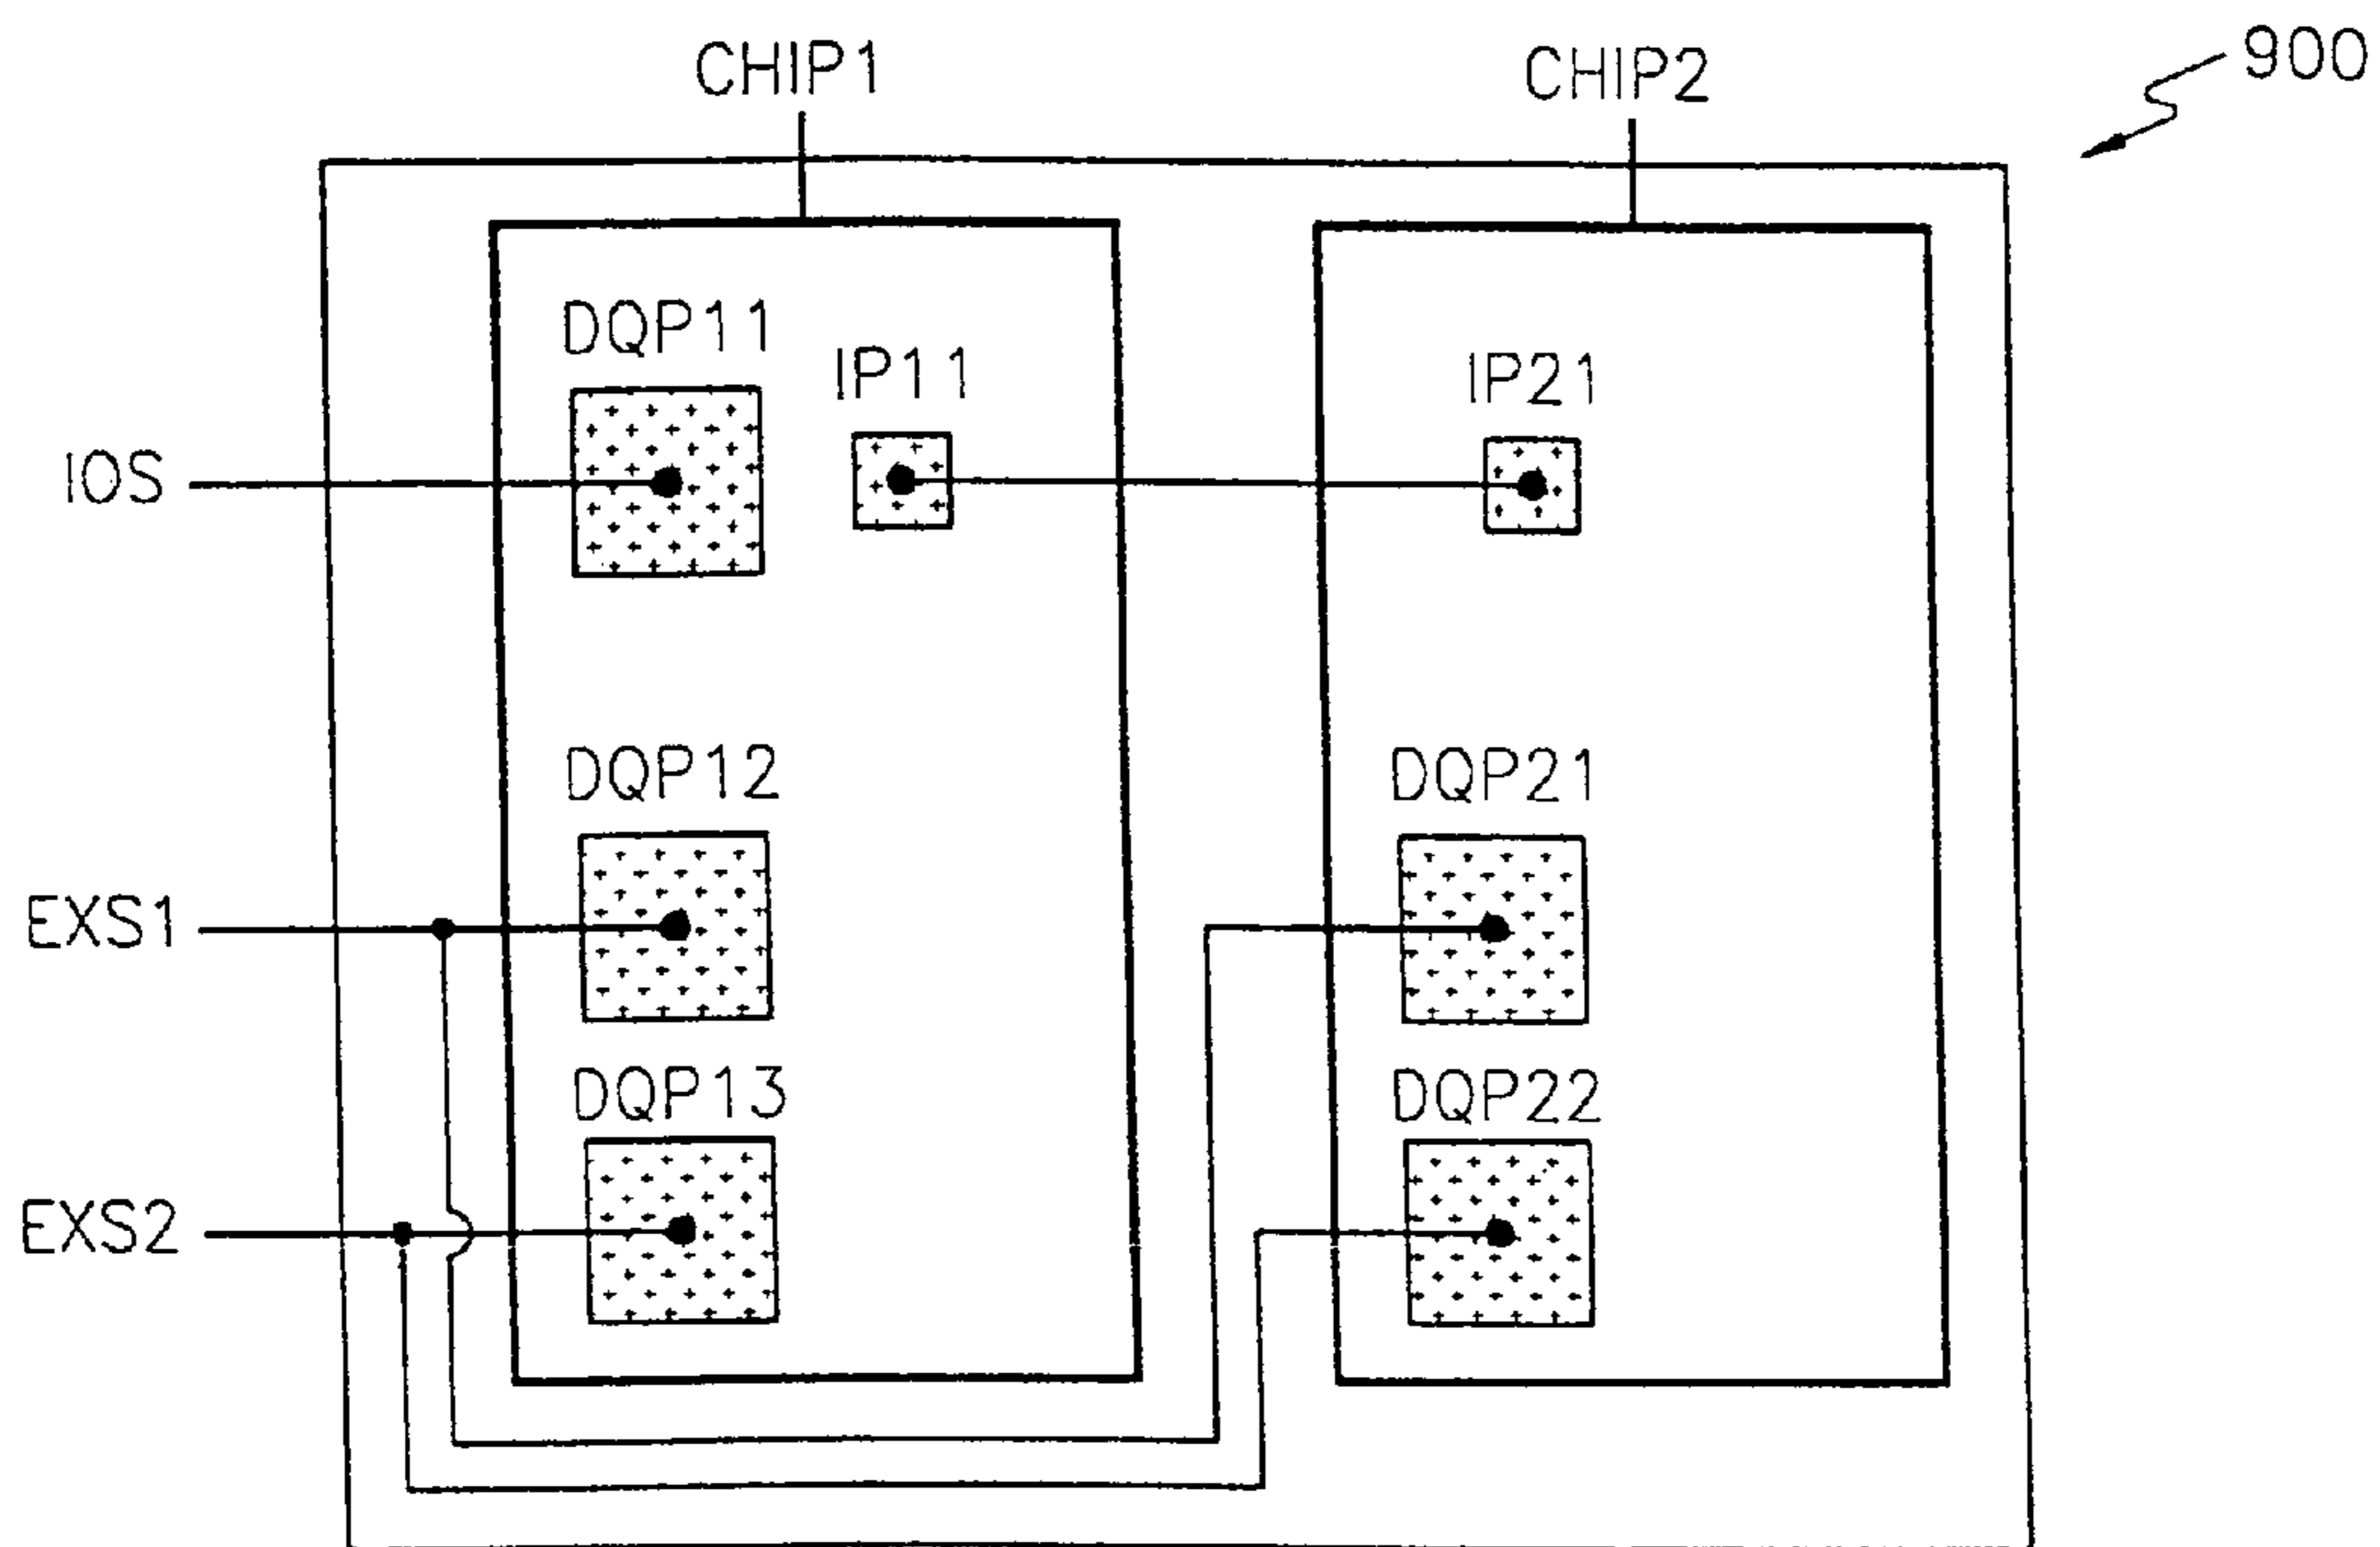 CHIP1
CHIP2
900
DQP11
IP11
IP21
IOS
DQP12
DQP21
EXS1
DQP13
DQP22
EXS2